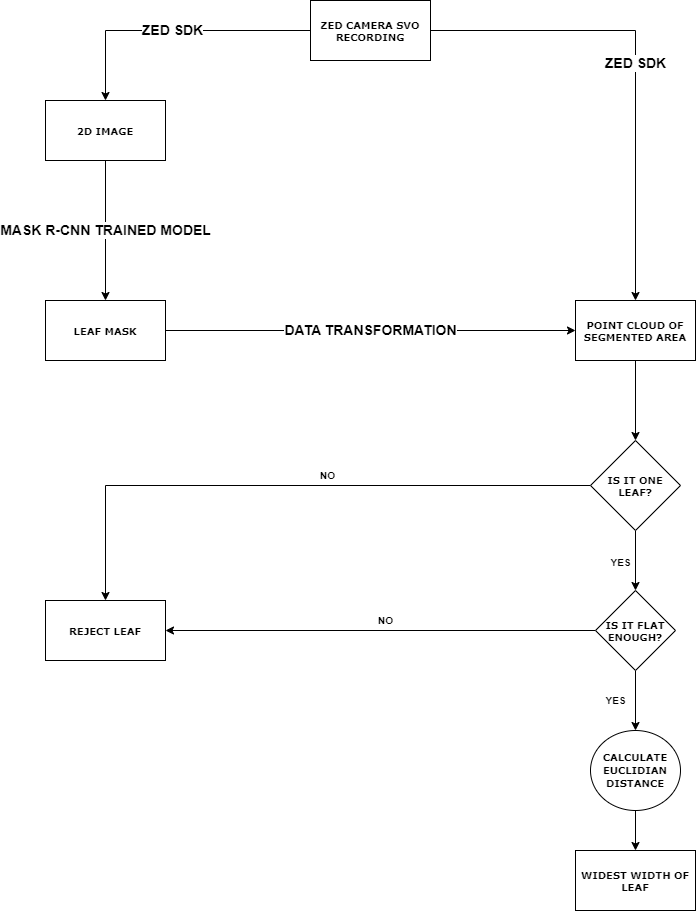 ZED CAMERA SVO
RECORDING
ZED SDK
ZED SDK
2D IMAGE
MASK R-CNN TRAINED MODEL
LEAF MASK
DATA TRANSFORMATION
POINT CLOUD OF
SEGMENTED AREA
IS IT ONE
LEAF?
NO
YES
IS IT FLAT
ENOUGH?
NO
REJECT LEAF
YES
CALCULATE
EUCLIDIAN
DISTANCE
WIDEST WIDTH OF
LEAF